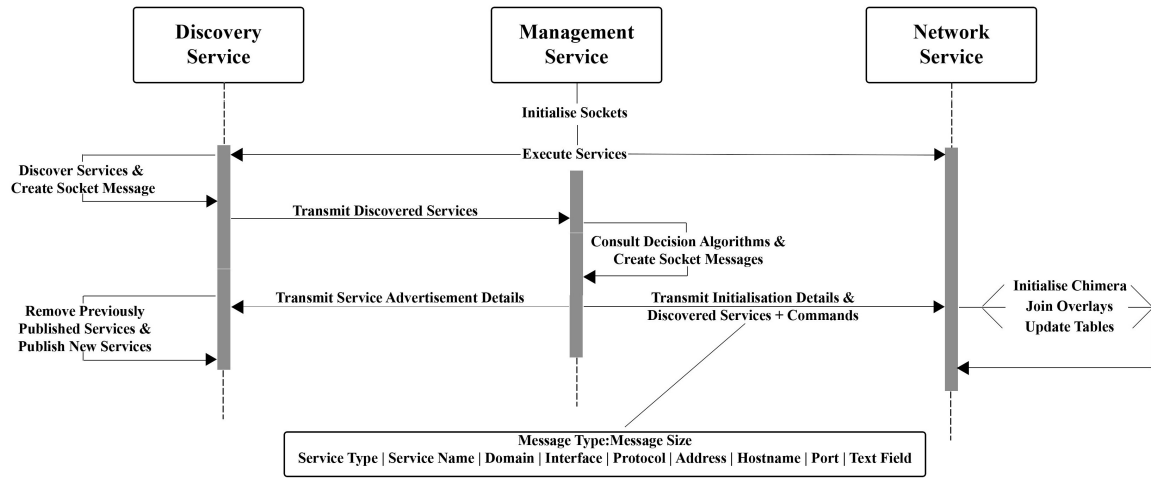 Discovery
Service
Management
Service
Network
Service
Initialise Sockets
Execute Services
Discover Services &
Create Socket Message
Transmit Discovered Services
Consult Decision Algorithms &
Create Socket Messages
Transmit Service Advertisement Details
Transmit Initialisation Details &
Discovered Services + Commands
Initialise Chimera
Join Overlays
Update Tables
Remove Previously
Published Services &
Publish New Services
Message Type:Message Size
Service Type | Service Name | Domain | Interface | Protocol | Address | Hostname | Port | Text Field